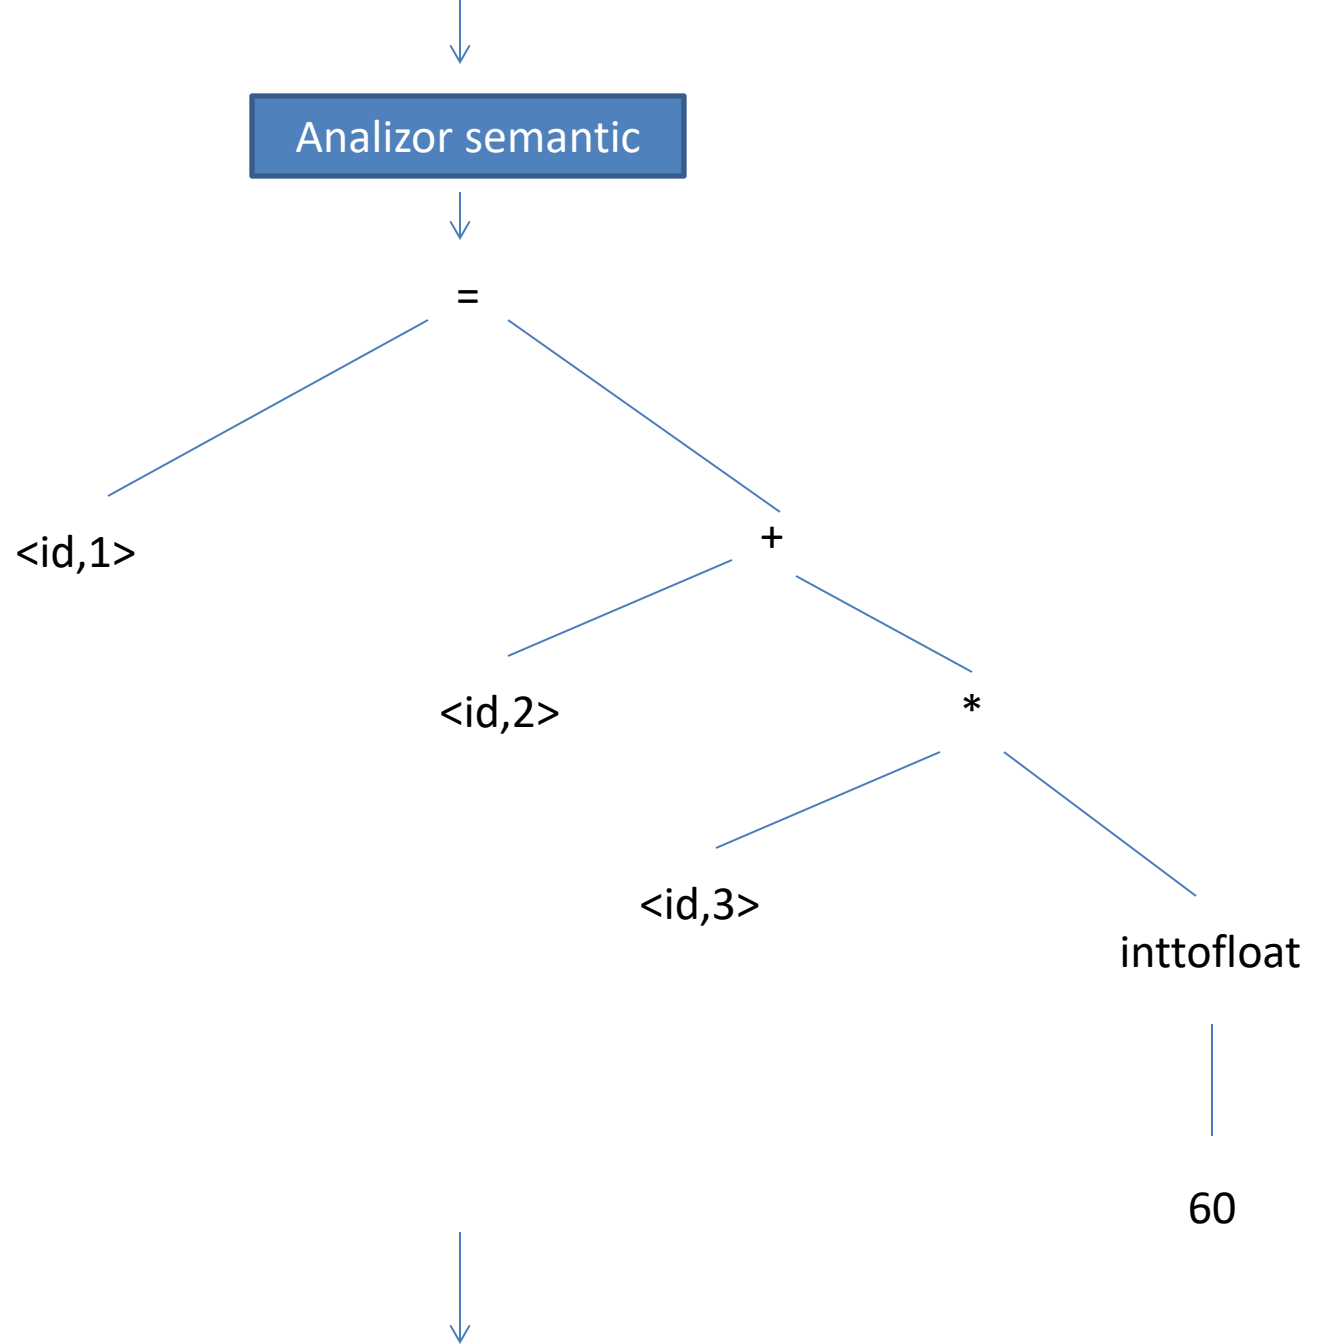 Analizor semantic
=
<id,1>
+
<id,2>
*
<id,3>
inttofloat
60